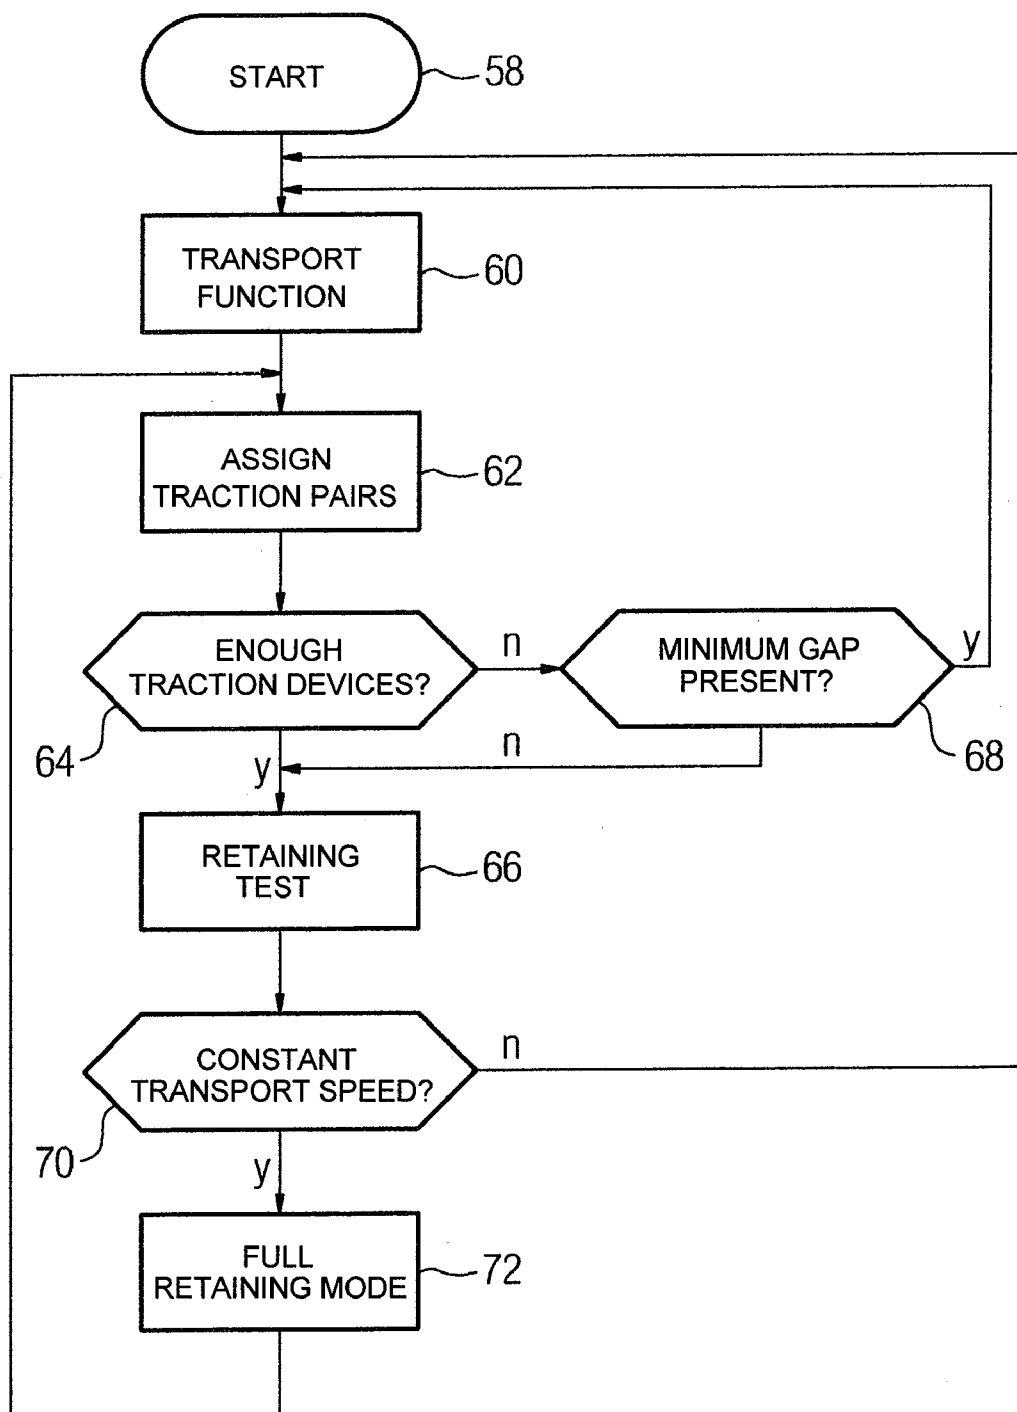 START
58
TRANSPORT
FUNCTION
60
ASSIGN
TRACTION PAIRS
62
ENOUGH
TRACTION DEVICES?
64
n
MINIMUM GAP
PRESENT?
y
68
n
y
RETAINING
TEST
66
CONSTANT
TRANSPORT SPEED?
n
70
y
FULL
RETAINING MODE
72